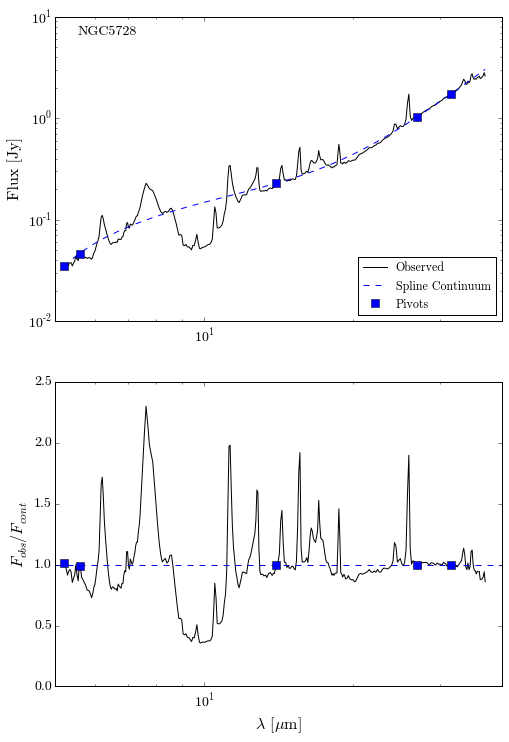 NGC5728
10^1
10^0
10^-1
10^-2
Flux [Jy]
Observed
Spline Continuum
Pivots
10^1
2.5
2.0
1.5
1.0
0.5
0.0
F_obs/F_cont
10^1
λ [μm]